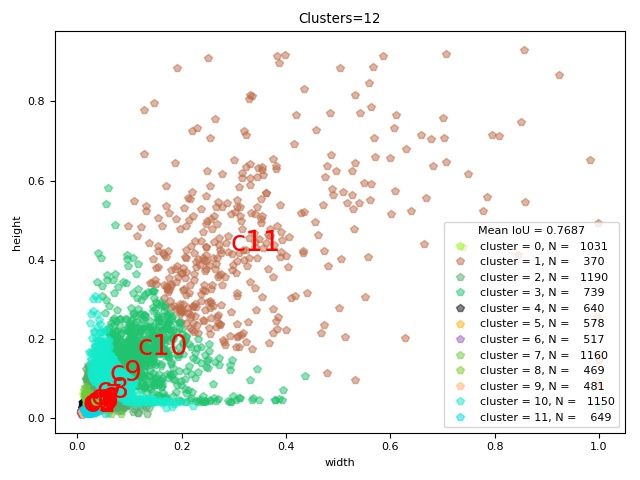 Clusters=12
height
0.8
0.6
0.4
0.2
0.0
c11
c10
c9
Mean IoU = 0.7687
cluster = 0, N = 1031
cluster = 1, N = 370
cluster = 2, N = 1190
cluster = 3, N = 739
cluster = 4, N = 640
cluster = 5, N = 578
cluster = 6, N = 517
cluster = 7, N = 1160
cluster = 8, N = 469
cluster = 9, N = 481
cluster = 10, N = 1150
cluster = 11, N = 649
0.0 0.2 0.4 0.6 0.8 1.0
width